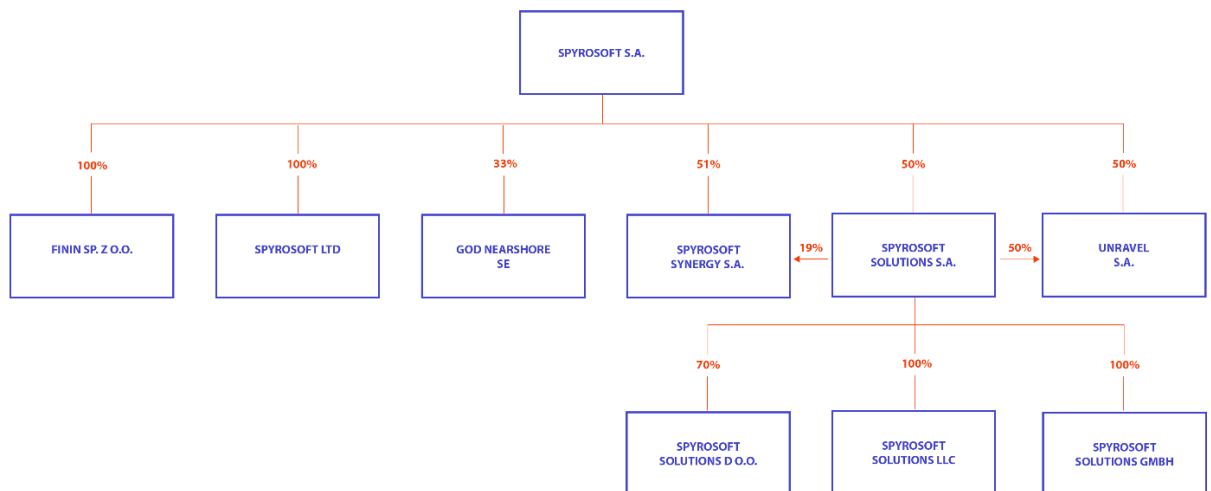 SPYROSOFT S.A.
100%
100%
33%
51%
50%
50%
FININ SP. Z O.O.
SPYROSOFT LTD
GOD NEARSHORE
SE
SPYROSOFT
SYNERGY S.A.
19%
SPYROSOFT
SOLUTIONS S.A.
50%
UNRAVEL
S.A.
70%
100%
100%
SPYROSOFT
SOLUTIONS D O.O.
SPYROSOFT
SOLUTIONS LLC
SPYROSOFT
SOLUTIONS GMBH